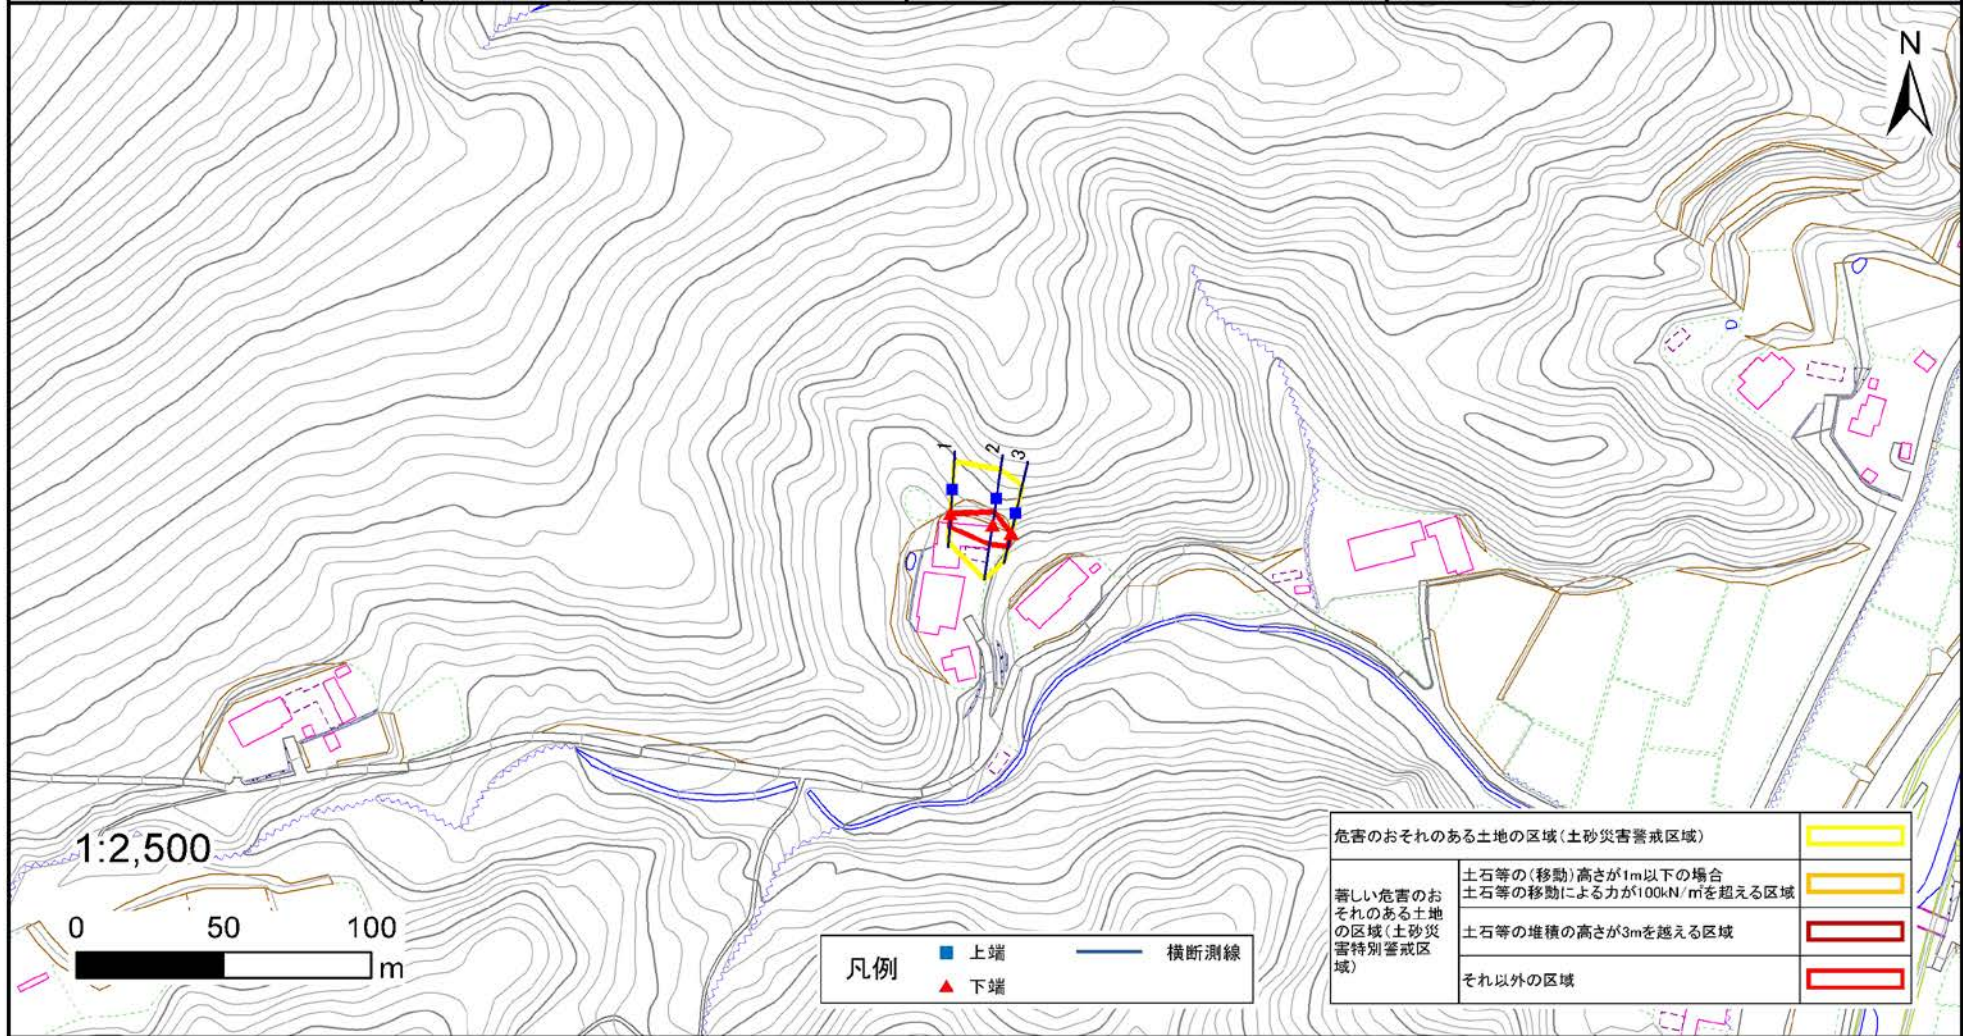 N
1
2
3
1:2,500
0 50 100
m
凡例
上端
横断測線
下端
危害のおそれのある土地の区域(土砂災害警戒区域)
著しい危害のお
それのある土地
の区域(土砂災
害特別警戒区
域)
土石等の(移動)高さが1m以下の場合
土石等の移動による力が100kN/㎡を超える区域
土石等の堆積の高さが3mを越える区域
それ以外の区域